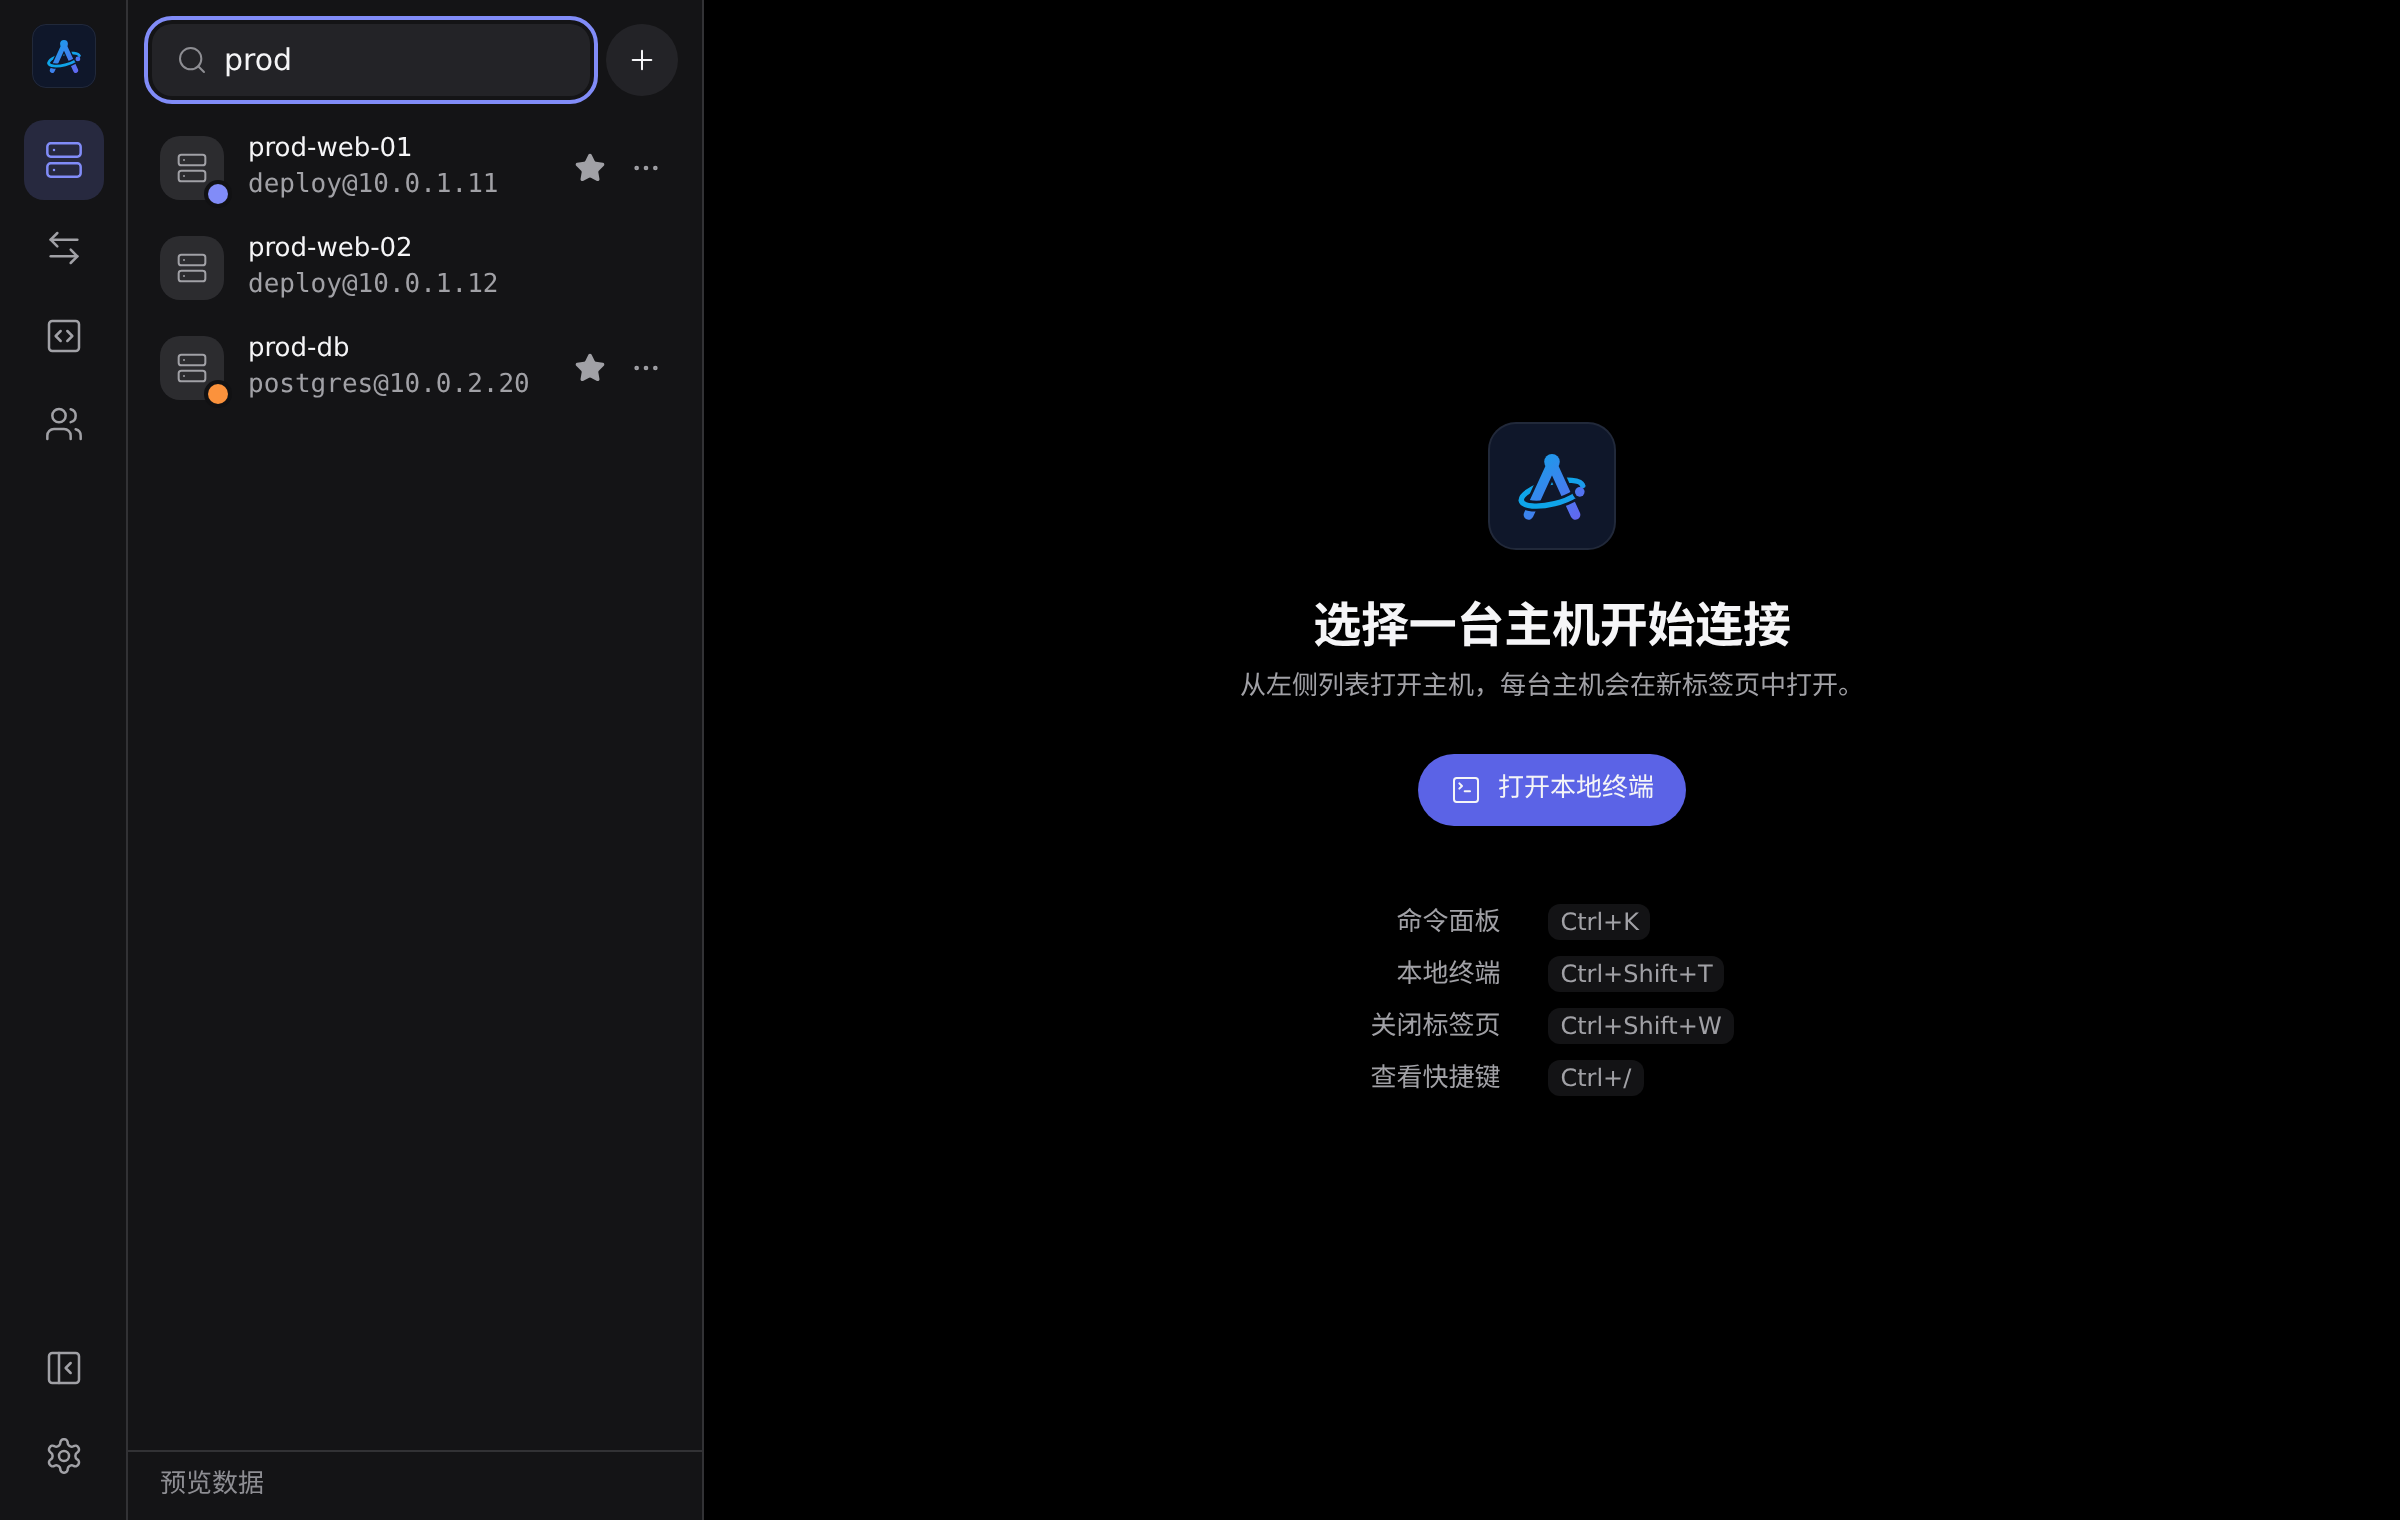 prod
prod-web-01
deploy@10.0.1.11
prod-web-02
deploy@10.0.1.12
prod-db
postgres@10.0.2.20
预览数据
选择一台主机开始连接
从左侧列表打开主机，每台主机会在新标签页中打开。
打开本地终端
命令面板 Ctrl+K
本地终端 Ctrl+Shift+T
关闭标签页 Ctrl+Shift+W
查看快捷键 Ctrl+/